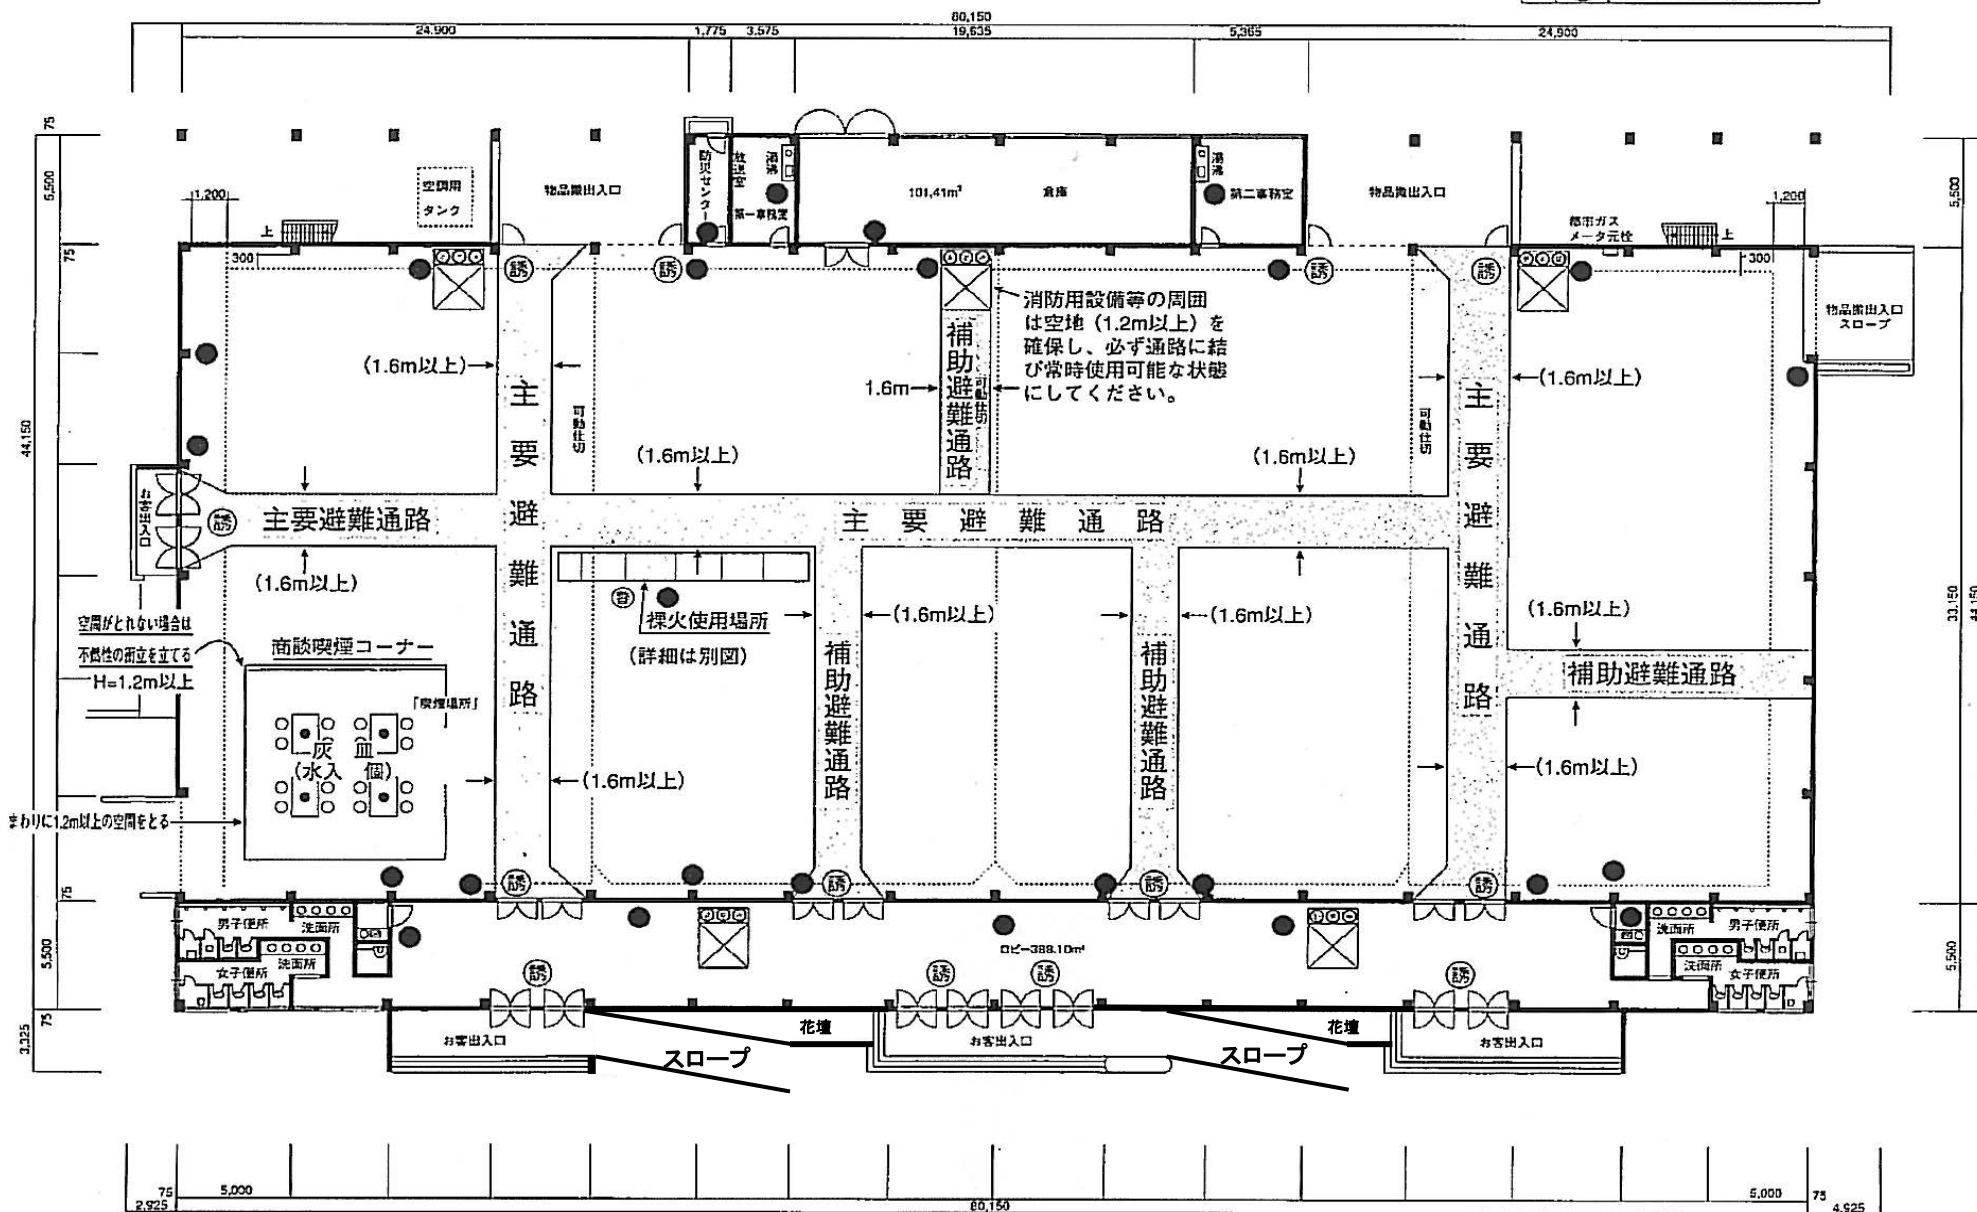 80,150
24,900
1,775
3,575
19,635
5,365
24,900
75
5,500
75
44,150
75
5,500
75
3,325
5,500
33,150
44,150
5,500
1,200
空調用
タンク
物品搬出入口
防災センター
放送室
湯沸
第一事務室
101,41m²
倉庫
湯沸
第二事務室
物品搬出入口
都市ガス
メータ元栓
1,200
上
上
300
300
物品搬出入口
スロープ
誘
誘
誘
誘
消防用設備等の周囲
は空地（1.2m以上）を
確保し、必ず通路に結
び常時使用可能な状態
にしてください。
（1.6m以上）
1.6m
（1.6m以上）
主要避難通路
可動仕切
補助避難通路
可動仕切
可動仕切
主要避難通路
（1.6m以上）
（1.6m以上）
お客出入口
誘
主要避難通路
主要避難通路
（1.6m以上）
空間がとれない場合は
不燃性の衝立を立てる
H=1.2m以上
商談喫煙コーナー
「喫煙場所」
灰　皿
（水入　個）
まわりに1.2m以上の空間をとる
裸火使用場所
（詳細は別図）
（1.6m以上）
（1.6m以上）
（1.6m以上）
補助避難通路
補助避難通路
補助避難通路
（1.6m以上）
（1.6m以上）
誘
誘
誘
誘
男子便所
洗面所
女子便所
洗面所
ロビー388.10m²
洗面所
男子便所
洗面所
女子便所
誘
誘
誘
誘
お客出入口
スロープ
花壇
お客出入口
スロープ
花壇
お客出入口
75
5,000
2,925
80,150
5,000
75
4,925